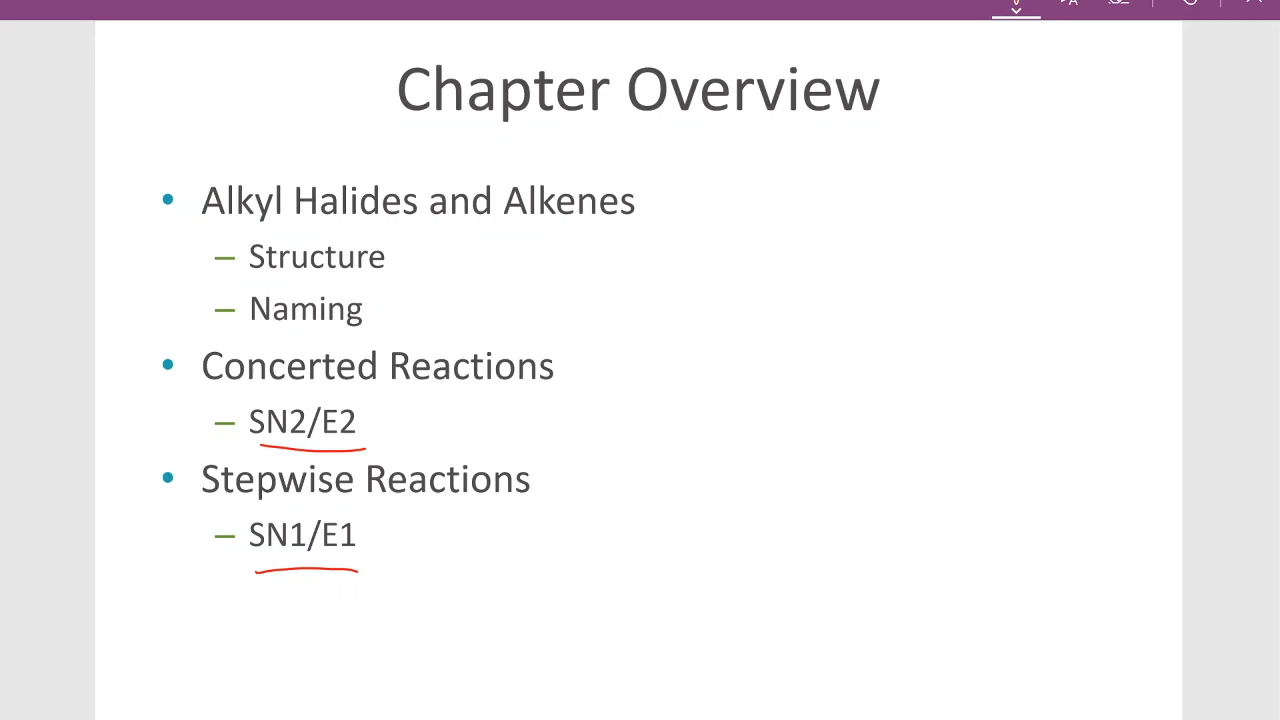 Chapter Overview
• Alkyl Halides and Alkenes
– Structure
– Naming
• Concerted Reactions
– SN2/E2
• Stepwise Reactions
– SN1/E1